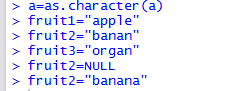 > a=as.character(a)
> fruit1="apple"
> fruit2="banan"
> fruit3="organ"
> fruit2=NULL
> fruit2="banana"